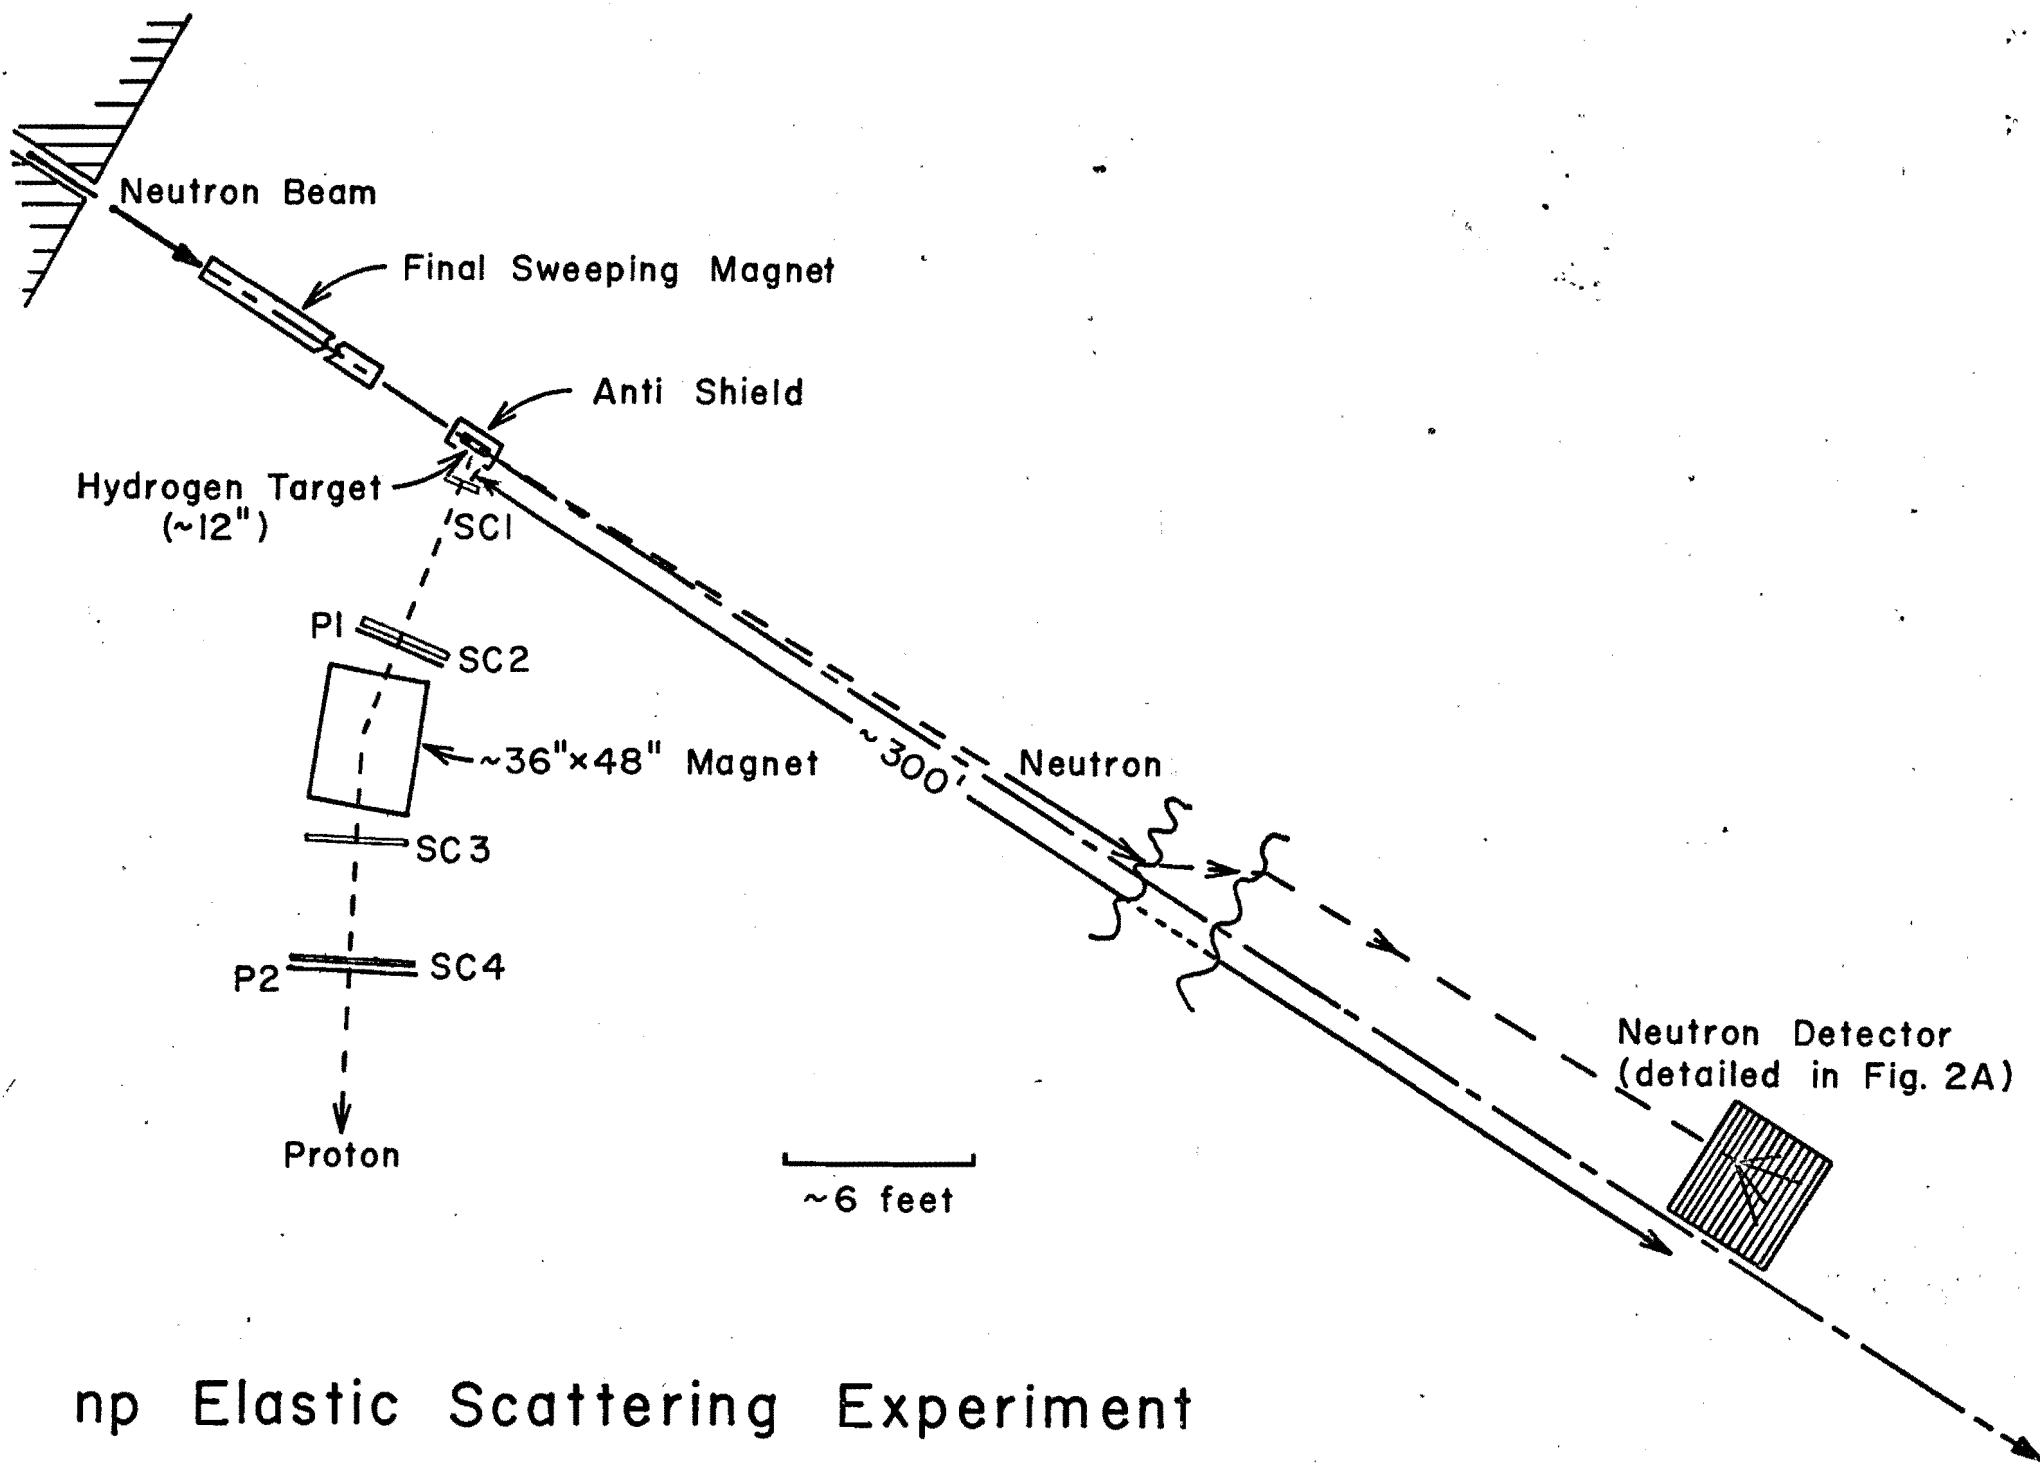 Neutron Beam
Final Sweeping Magnet
Anti Shield
Hydrogen Target
(~12")
SC1
P1
SC2
~36"×48" Magnet
~300'
Neutron
SC3
P2
SC4
Neutron Detector
(detailed in Fig. 2A)
Proton
~6 feet
np Elastic Scattering Experiment